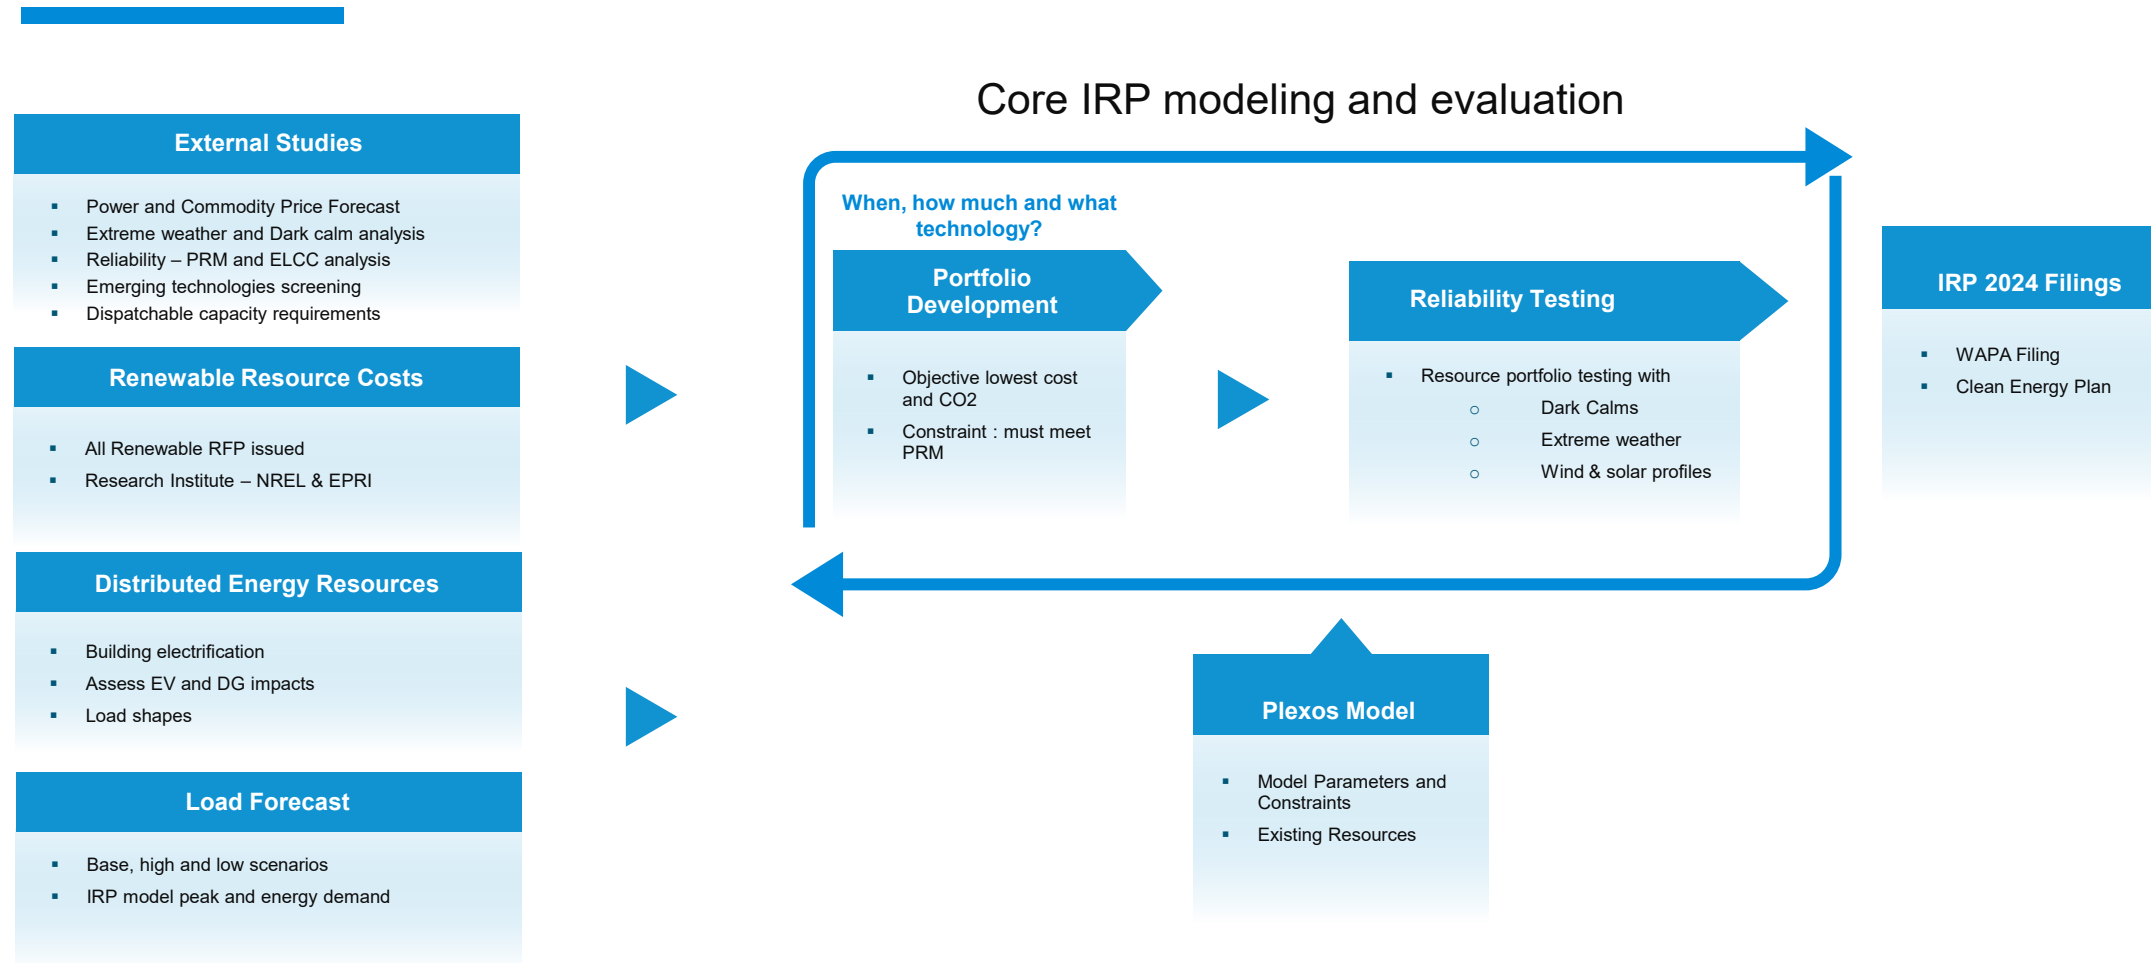 Core IRP modeling and evaluation
External Studies
▪ Power and Commodity Price Forecast
▪ Extreme weather and Dark calm analysis
▪ Reliability – PRM and ELCC analysis
▪ Emerging technologies screening
▪ Dispatchable capacity requirements
Renewable Resource Costs
▪ All Renewable RFP issued
▪ Research Institute – NREL & EPRI
Distributed Energy Resources
▪ Building electrification
▪ Assess EV and DG impacts
▪ Load shapes
Load Forecast
▪ Base, high and low scenarios
▪ IRP model peak and energy demand
When, how much and what
technology?
Portfolio
Development
▪ Objective lowest cost
and CO2
▪ Constraint : must meet
PRM
Reliability Testing
▪ Resource portfolio testing with
o Dark Calms
o Extreme weather
o Wind & solar profiles
Plexos Model
▪ Model Parameters and
Constraints
▪ Existing Resources
IRP 2024 Filings
▪ WAPA Filing
▪ Clean Energy Plan